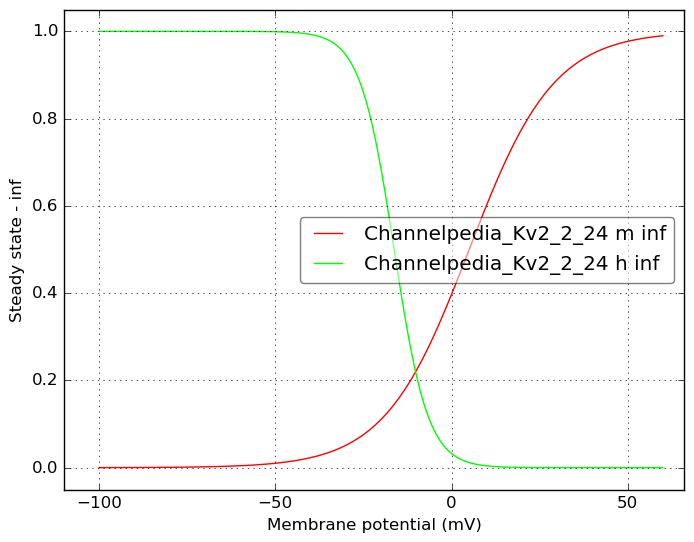 1.0
0.8
0.6
0.4
0.2
0.0
Steady state - inf
Channelpedia_Kv2_2_24 m inf
Channelpedia_Kv2_2_24 h inf
−100
−50
0
50
Membrane potential (mV)